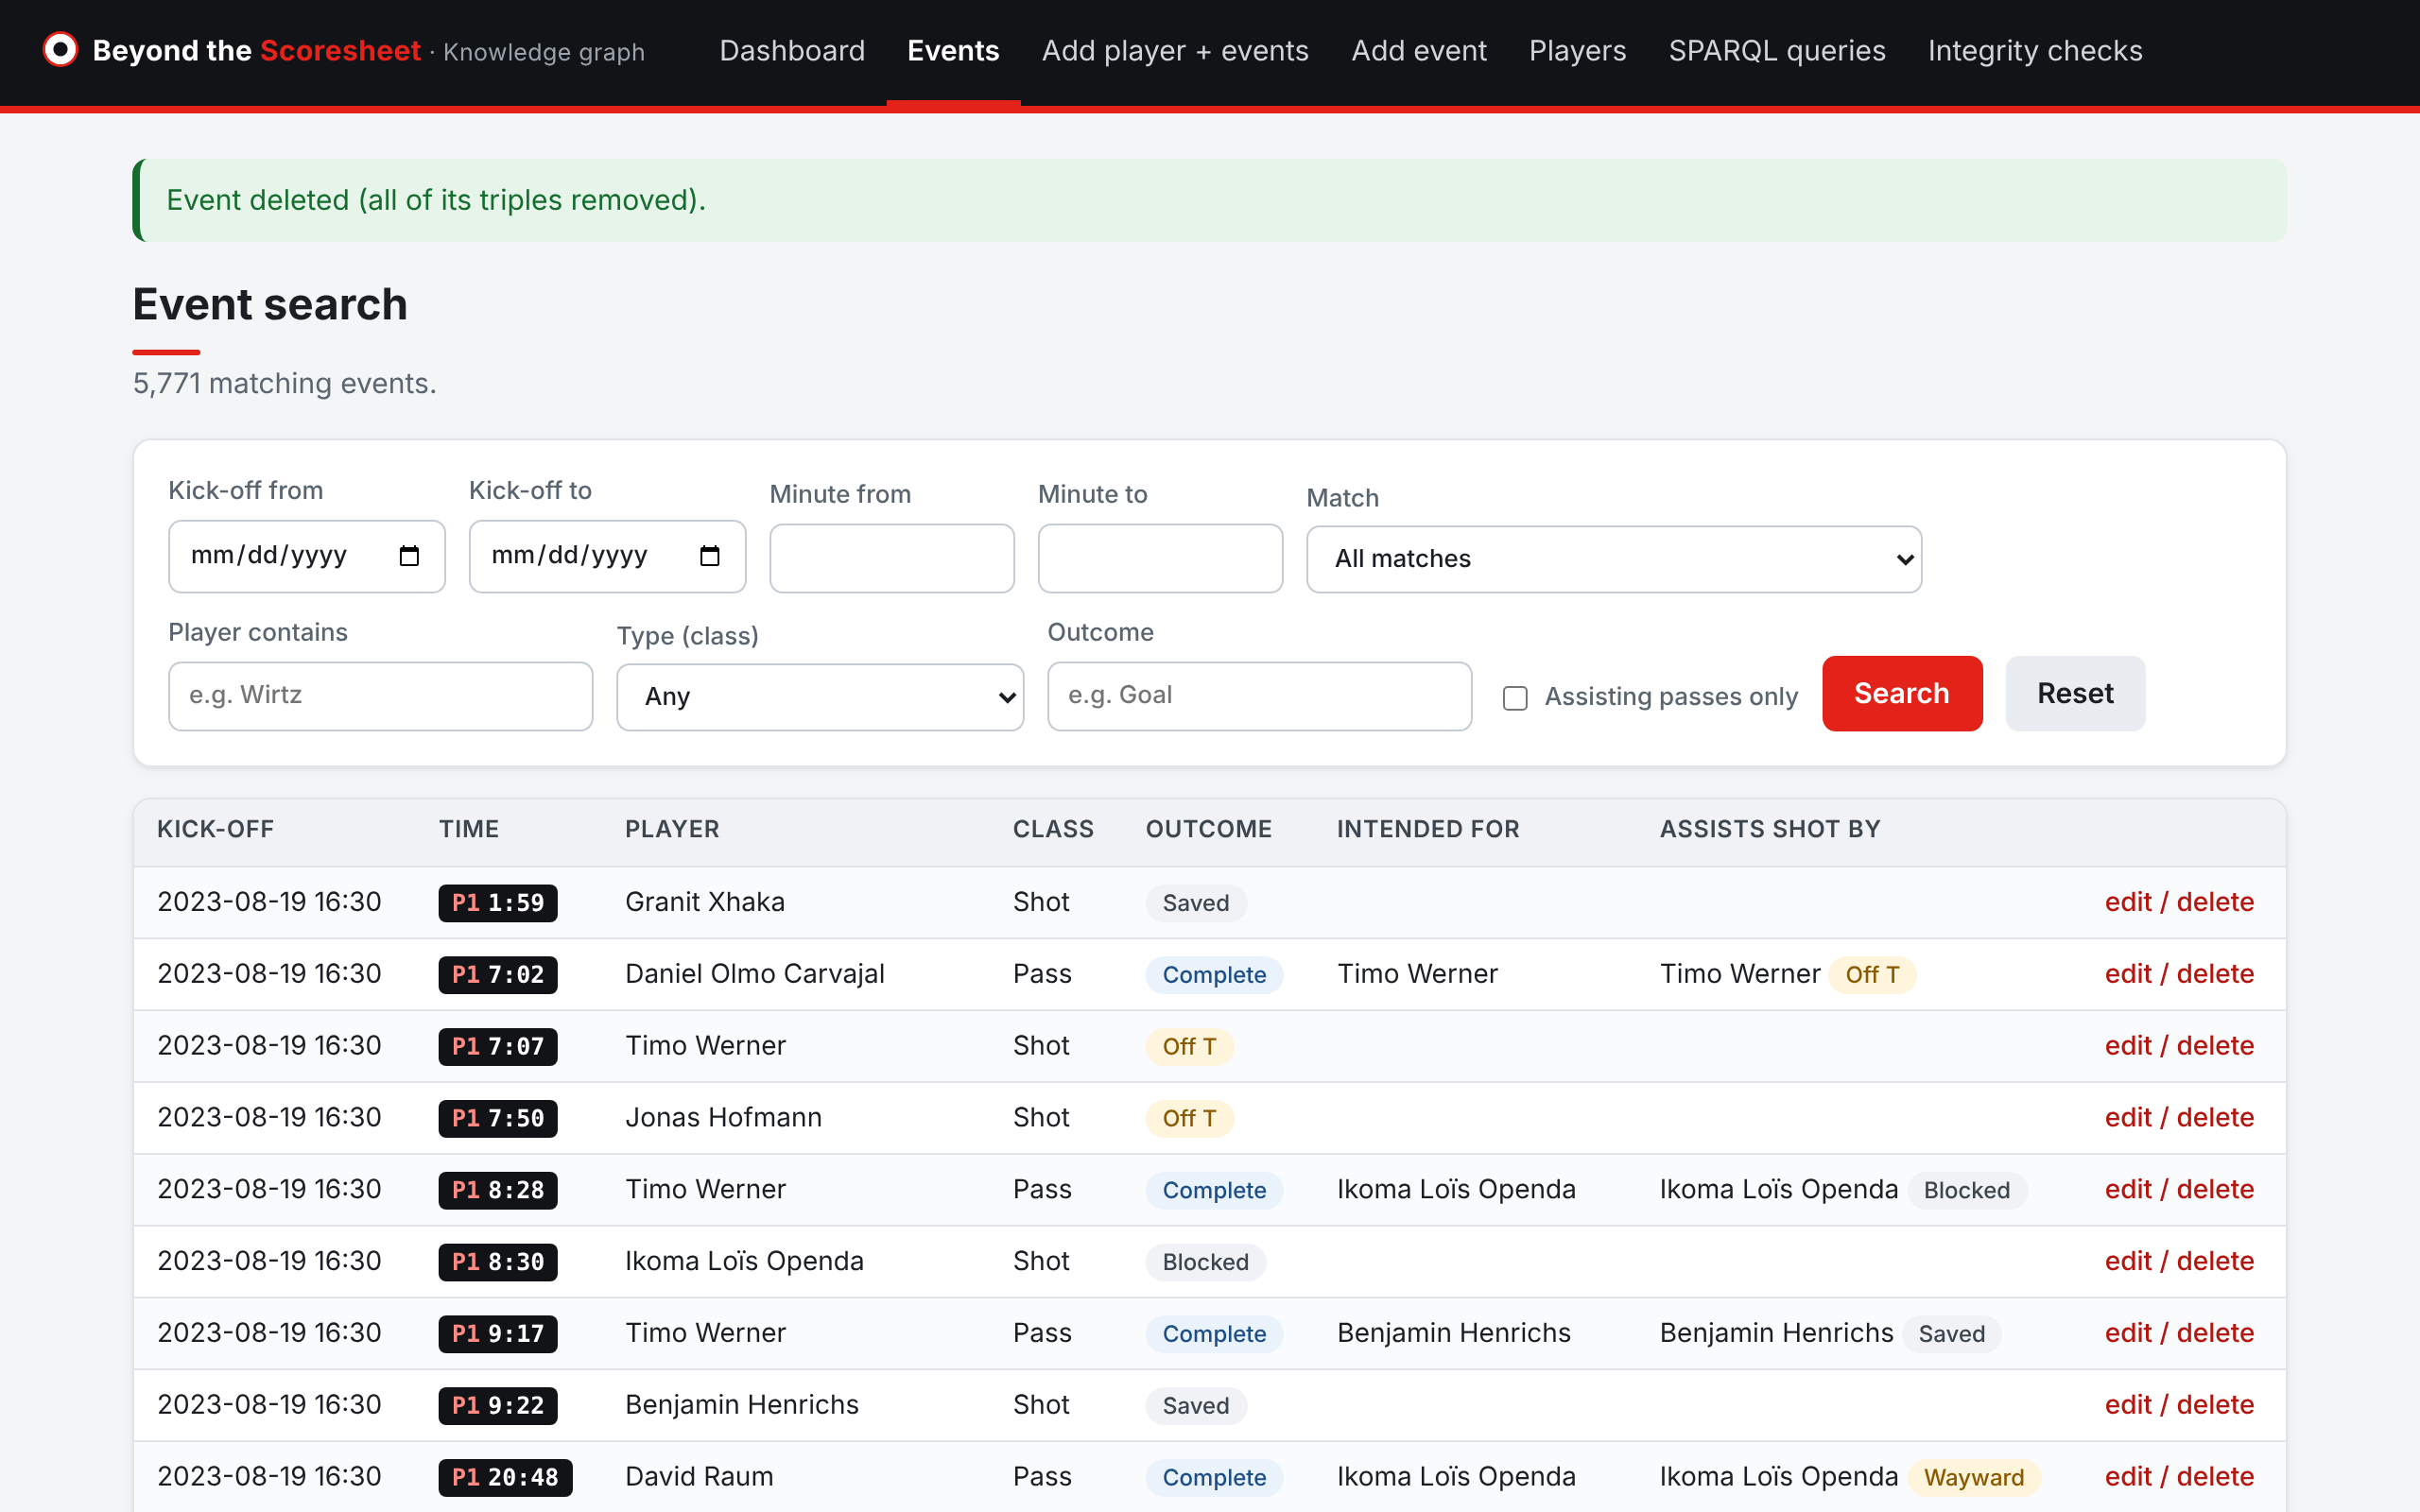 Beyond the Scoresheet · Knowledge graph Dashboard Events Add player + events Add event Players SPARQL queries Integrity checks
Event deleted (all of its triples removed).
Event search
5,771 matching events.
Kick-off from Kick-off to Minute from Minute to Match
mm/dd/yyyy mm/dd/yyyy All matches
Player contains Type (class) Outcome
e.g. Wirtz Any e.g. Goal Assisting passes only Search Reset
KICK-OFF TIME PLAYER CLASS OUTCOME INTENDED FOR ASSISTS SHOT BY
2023-08-19 16:30 P1 1:59 Granit Xhaka Shot Saved edit / delete
2023-08-19 16:30 P1 7:02 Daniel Olmo Carvajal Pass Complete Timo Werner Timo Werner Off T edit / delete
2023-08-19 16:30 P1 7:07 Timo Werner Shot Off T edit / delete
2023-08-19 16:30 P1 7:50 Jonas Hofmann Shot Off T edit / delete
2023-08-19 16:30 P1 8:28 Timo Werner Pass Complete Ikoma Loïs Openda Ikoma Loïs Openda Blocked edit / delete
2023-08-19 16:30 P1 8:30 Ikoma Loïs Openda Shot Blocked edit / delete
2023-08-19 16:30 P1 9:17 Timo Werner Pass Complete Benjamin Henrichs Benjamin Henrichs Saved edit / delete
2023-08-19 16:30 P1 9:22 Benjamin Henrichs Shot Saved edit / delete
2023-08-19 16:30 P1 20:48 David Raum Pass Complete Ikoma Loïs Openda Ikoma Loïs Openda Wayward edit / delete